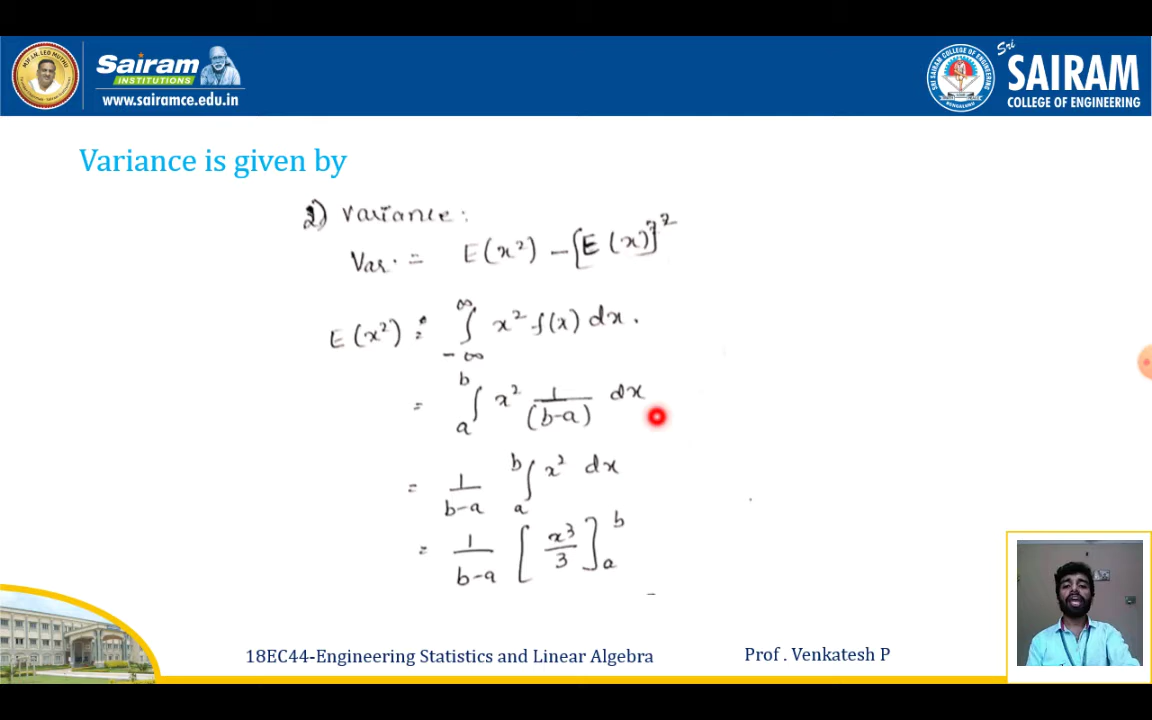 Sairam
INSTITUTIONS
www.sairamce.edu.in
Sri
SAIRAM
COLLEGE OF ENGINEERING
Variance is given by
2) Variance:
Var. = E(x²) − [E(x)]²
E(x²) = ∫_{-∞}^{∞} x² f(x) dx.
= ∫_a^b x² 1/(b-a) dx
= 1/(b-a) ∫_a^b x² dx
= 1/(b-a) [x³/3]_a^b
18EC44-Engineering Statistics and Linear Algebra
Prof . Venkatesh P